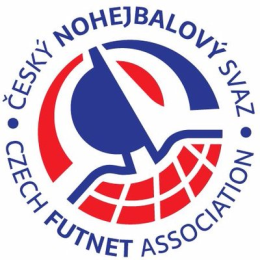 ČESKÝ NOHEJBALOVÝ SVAZ
CZECH FUTNET ASSOCIATION